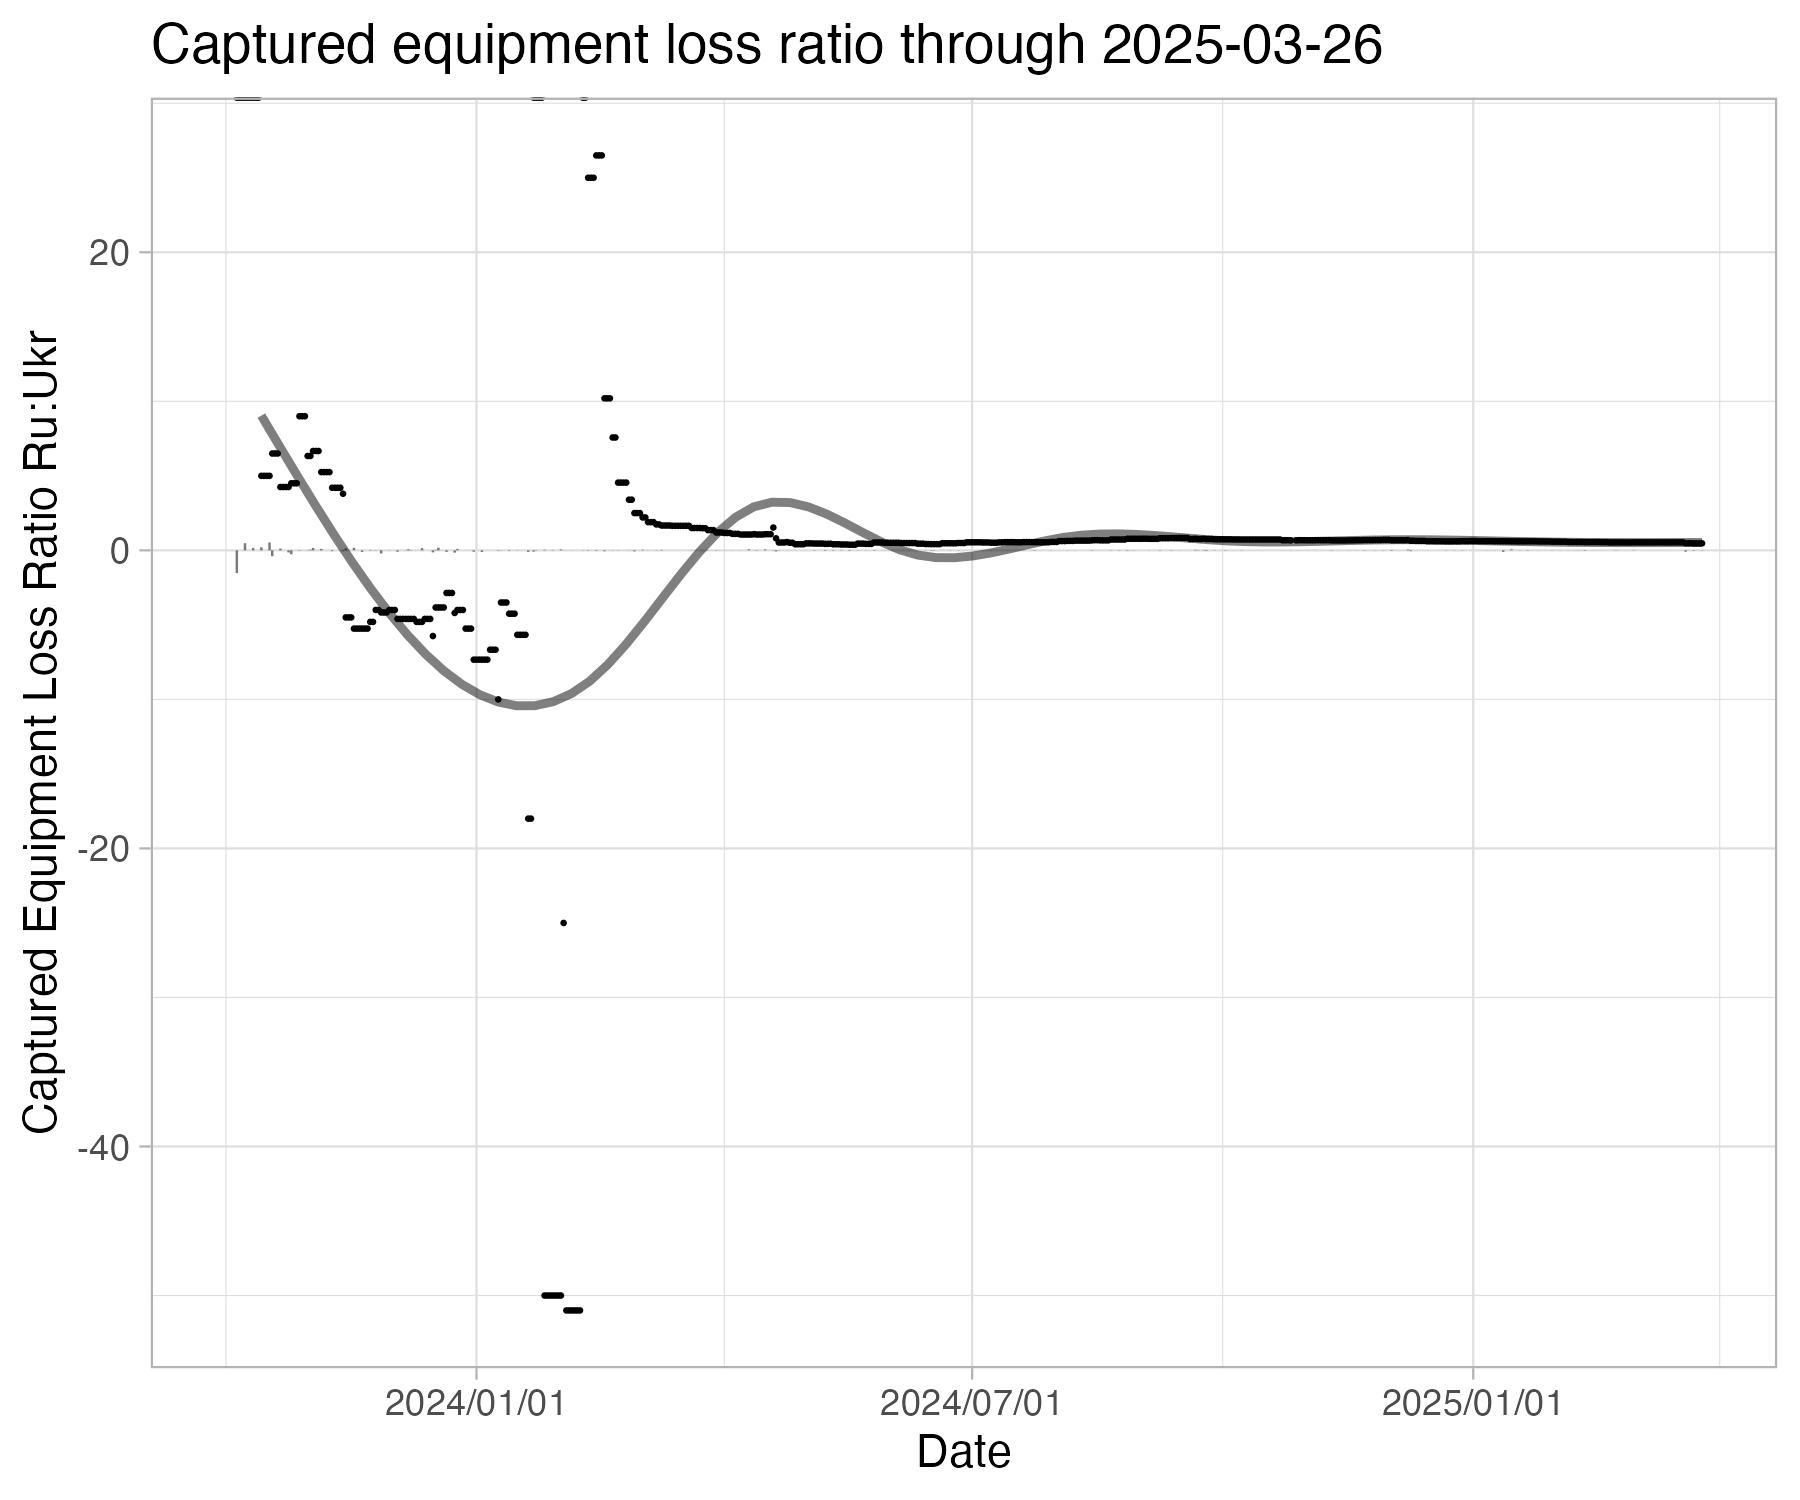 Captured equipment loss ratio through 2025-03-26
Captured Equipment Loss Ratio Ru:Ukr
20
0
-20
-40
2024/01/01
2024/07/01
2025/01/01
Date